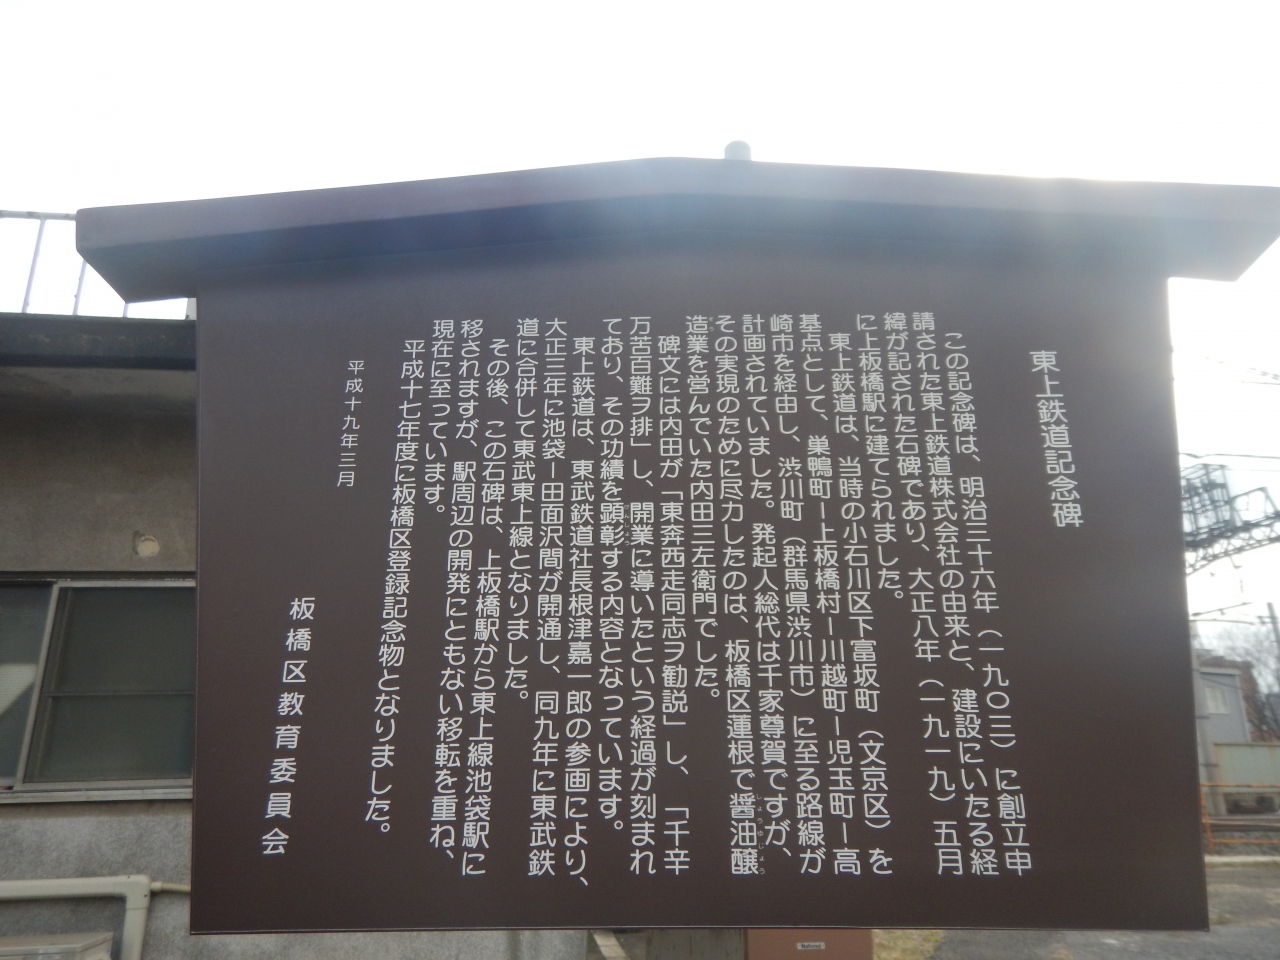 東上鉄道記念碑
この記念碑は、明治三十六年（一九〇三）に創立申
請された東上鉄道株式会社の由来と、建設にいたる経
緯が記された石碑であり、大正八年（一九一九）五月
に上板橋駅に建てられました。
東上鉄道は、当時の小石川区下富坂町（文京区）を
基点として、巣鴨町ー上板橋村ー川越町ー児玉町ー高
崎市を経由し、渋川町（群馬県渋川市）に至る路線が
計画されていました。発起人総代は千家尊賀ですが、
その実現のために尽力したのは、板橋区蓮根で醤油醸
造業を営んでいた内田三左衛門でした。
碑文には内田が「東奔西走同志ヲ勧説」し、「千辛
万苦百難ヲ排」し、開業に導いたという経過が刻まれ
ており、その功績を顕彰する内容となっています。
東上鉄道は、東武鉄道社長根津嘉一郎の参画により、
大正三年に池袋ー田面沢間が開通し、同九年に東武鉄
道に合併して東武東上線となりました。
その後、この石碑は、上板橋駅から東上線池袋駅に
移されますが、駅周辺の開発にともない移転を重ね、
現在に至っています。
平成十七年度に板橋区登録記念物となりました。
平成十九年三月
板橋区教育委員会
National